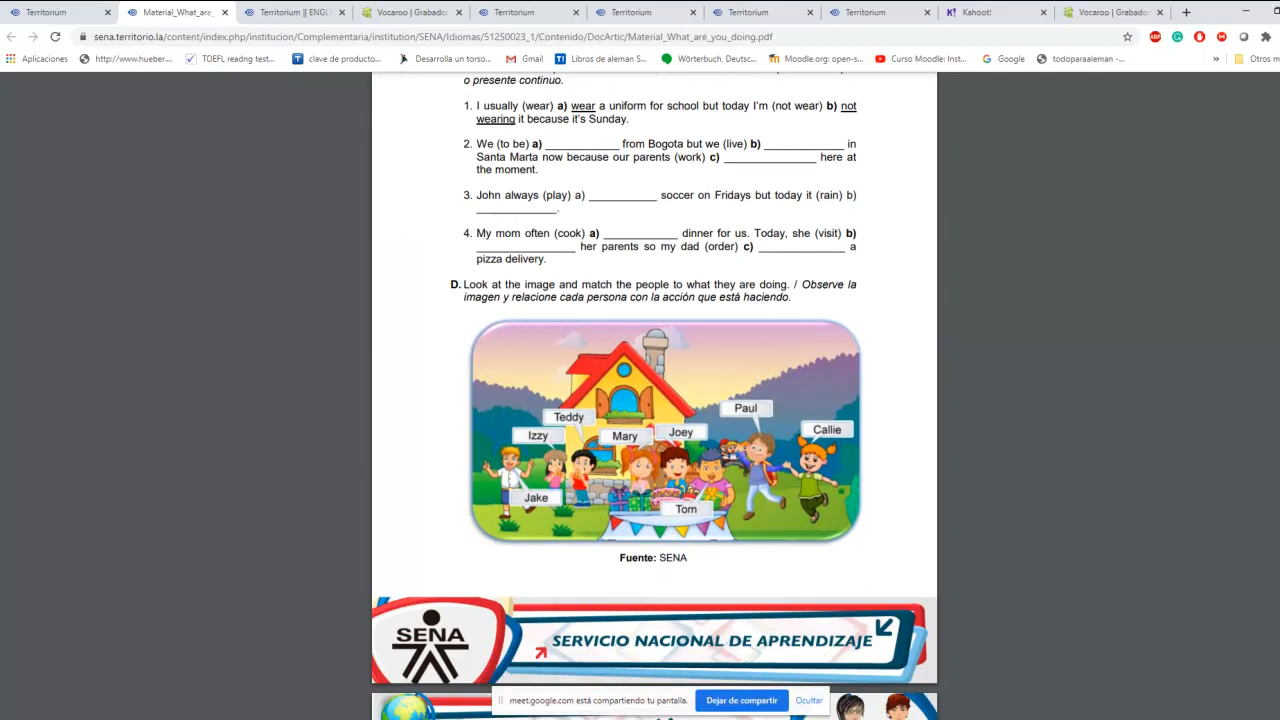 Territorium
Material_What_are_
Territorium || ENGL
Vocaroo | Grabado
Territorium
Territorium
Territorium
Territorium
Kahoot!
Vocaroo | Grabado
sena.territorio.la/content/index.php/institucion/Complementaria/institution/SENA/Idiomas/51250023_1/Contenido/DocArtic/Material_What_are_you_doing.pdf
Aplicaciones
http://www.hueber....
TOEFL readng test...
clave de producto...
Desarrolla un torso...
Gmail
Libros de aleman S...
Wörterbuch, Deutsc...
Moodle.org: open-s...
Curso Moodle: Inst...
Google
todoparaaleman -...
Otros m
o presente continuo.
1. I usually (wear) a) wear a uniform for school but today I'm (not wear) b) not
wearing it because it's Sunday.
2. We (to be) a) ___________ from Bogota but we (live) b) ____________ in
Santa Marta now because our parents (work) c) ______________ here at
the moment.
3. John always (play) a) __________ soccer on Fridays but today it (rain) b)
____________.
4. My mom often (cook) a) ___________ dinner for us. Today, she (visit) b)
_______________ her parents so my dad (order) c) _____________ a
pizza delivery.
D. Look at the image and match the people to what they are doing. / Observe la
imagen y relacione cada persona con la acción que está haciendo.
Paul
Teddy
Callie
Izzy
Mary
Joey
Jake
Tom
Fuente: SENA
SENA
SERVICIO NACIONAL DE APRENDIZAJE
meet.google.com está compartiendo tu pantalla.
Dejar de compartir
Ocultar